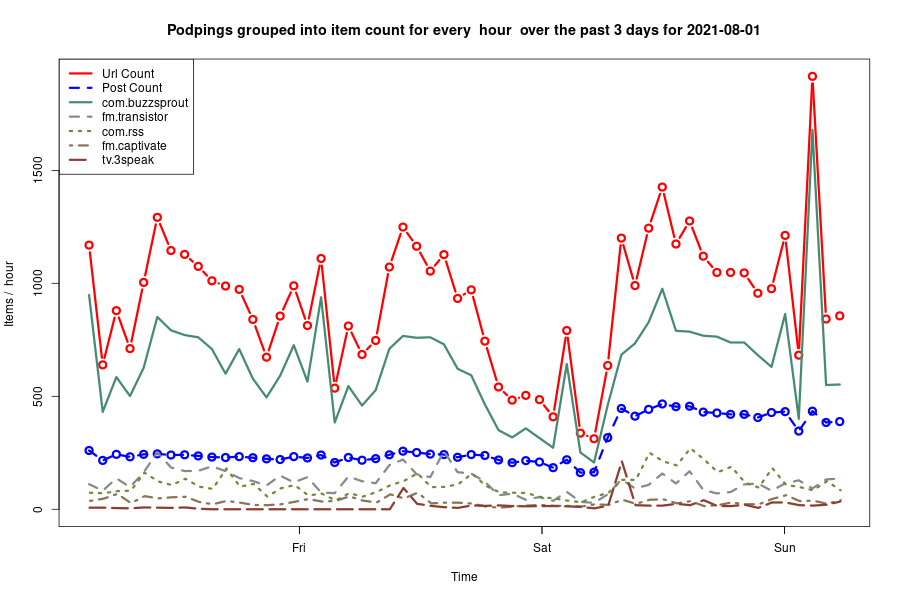 Podpings grouped into item count for every  hour  over the past 3 days for 2021-08-01
Url Count
Post Count
com.buzzsprout
fm.transistor
com.rss
fm.captivate
tv.3speak
Items /  hour
1500
1000
500
0
Fri
Sat
Sun
Time